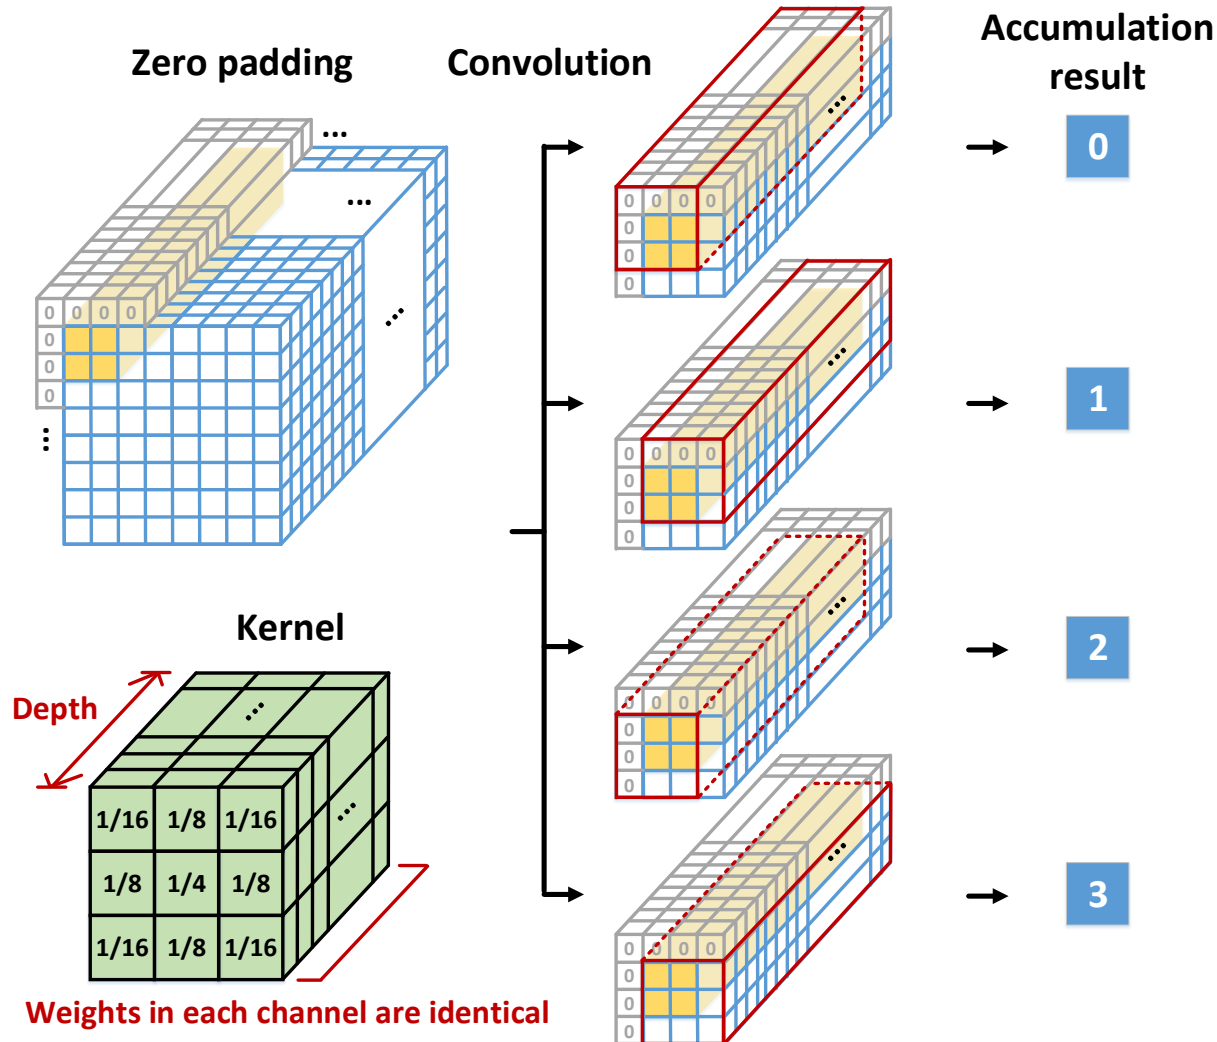 Zero padding
Convolution
Accumulation
result
...
...
...
...
0 0 0 0
0
0
0
...
0 0 0 0
0
0
0
...
0
0 0 0 0
0
0
0
...
1
0 0 0 0
0
0
0
...
2
0 0 0 0
0
0
0
...
3
Kernel
Depth
...
...
1/16 1/8 1/16
1/8 1/4 1/8
1/16 1/8 1/16
Weights in each channel are identical